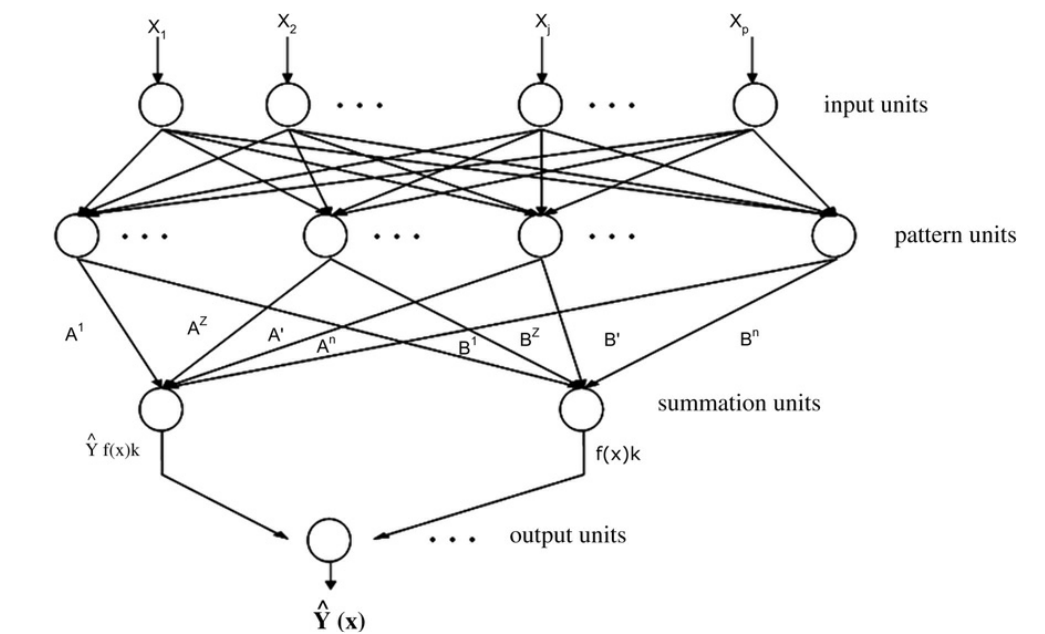 X₁ X₂ Xⱼ Xₚ
input units
pattern units
A¹ Aᶻ A' Aⁿ B¹ Bᶻ B' Bⁿ
summation units
Ŷ f(x)k f(x)k
output units
Ŷ (x)